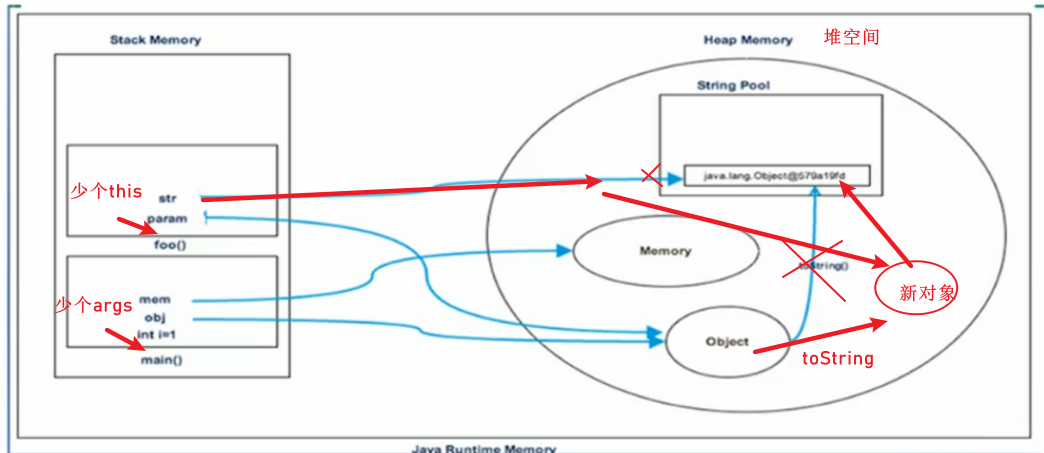 Stack Memory
Heap Memory 堆空间
String Pool
java.lang.Object@579a19fd
少个this
str
param
foo()
Memory
toString()
新对象
少个args
mem
obj
int i=1
main()
Object
toString
Java Runtime Memory